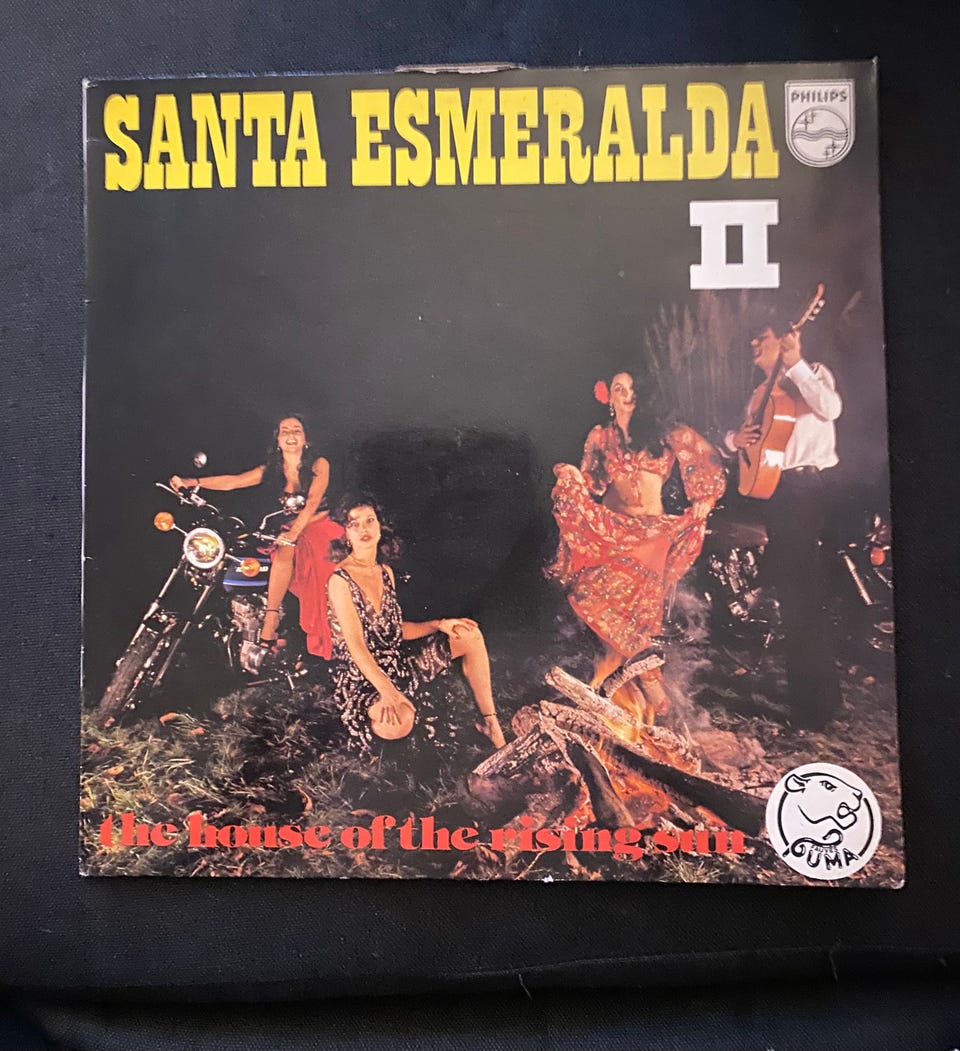 SANTA ESMERALDA
PHILIPS
II
the house of the rising sun
PUMA